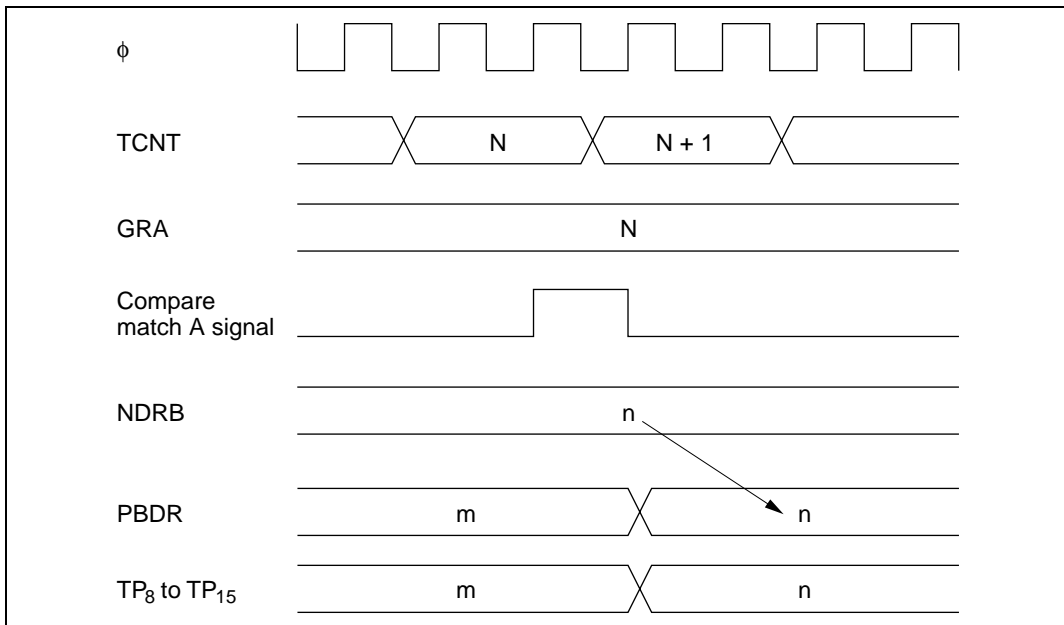 ϕ
TCNT
N
N + 1
GRA
N
Compare
match A signal
NDRB
n
PBDR
m
n
TP8 to TP15
m
n